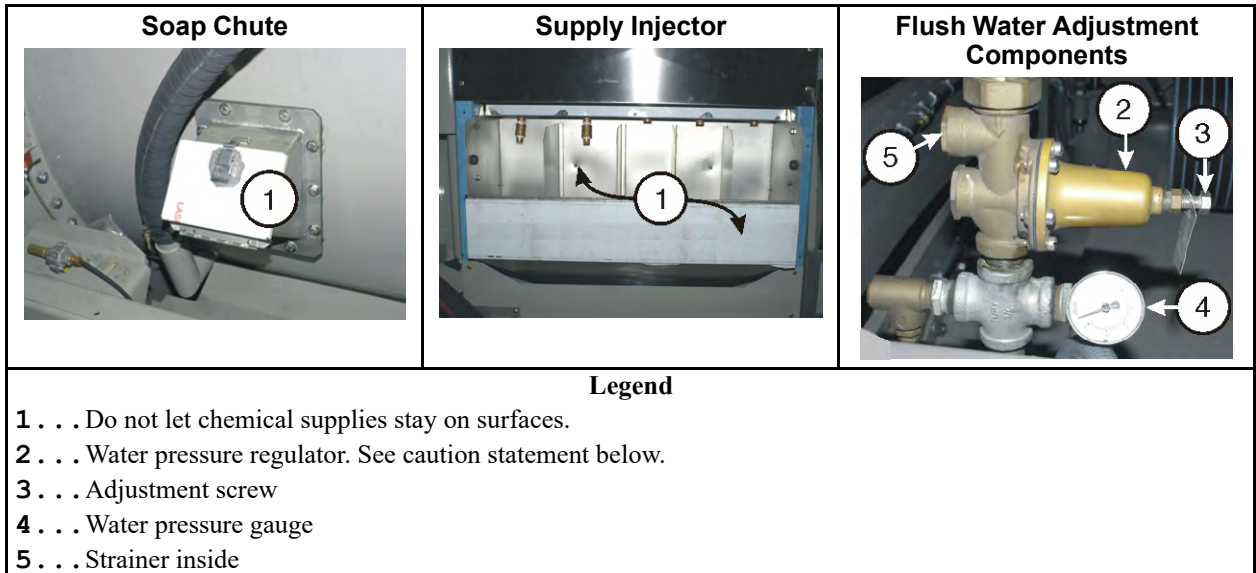 Soap Chute
Supply Injector
Flush Water Adjustment
Components
1
1
2
3
5
4
Legend
1 . . . Do not let chemical supplies stay on surfaces.
2 . . . Water pressure regulator. See caution statement below.
3 . . . Adjustment screw
4 . . . Water pressure gauge
5 . . . Strainer inside